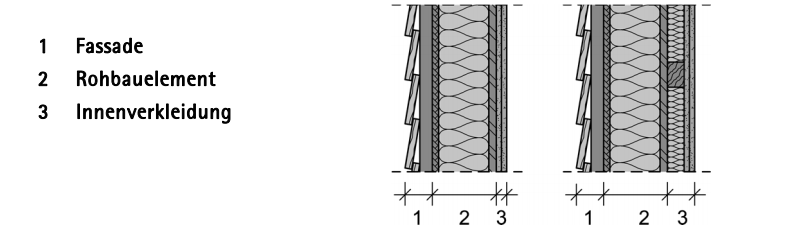 1 Fassade
2 Rohbauelement
3 Innenverkleidung
1 2 3 1 2 3